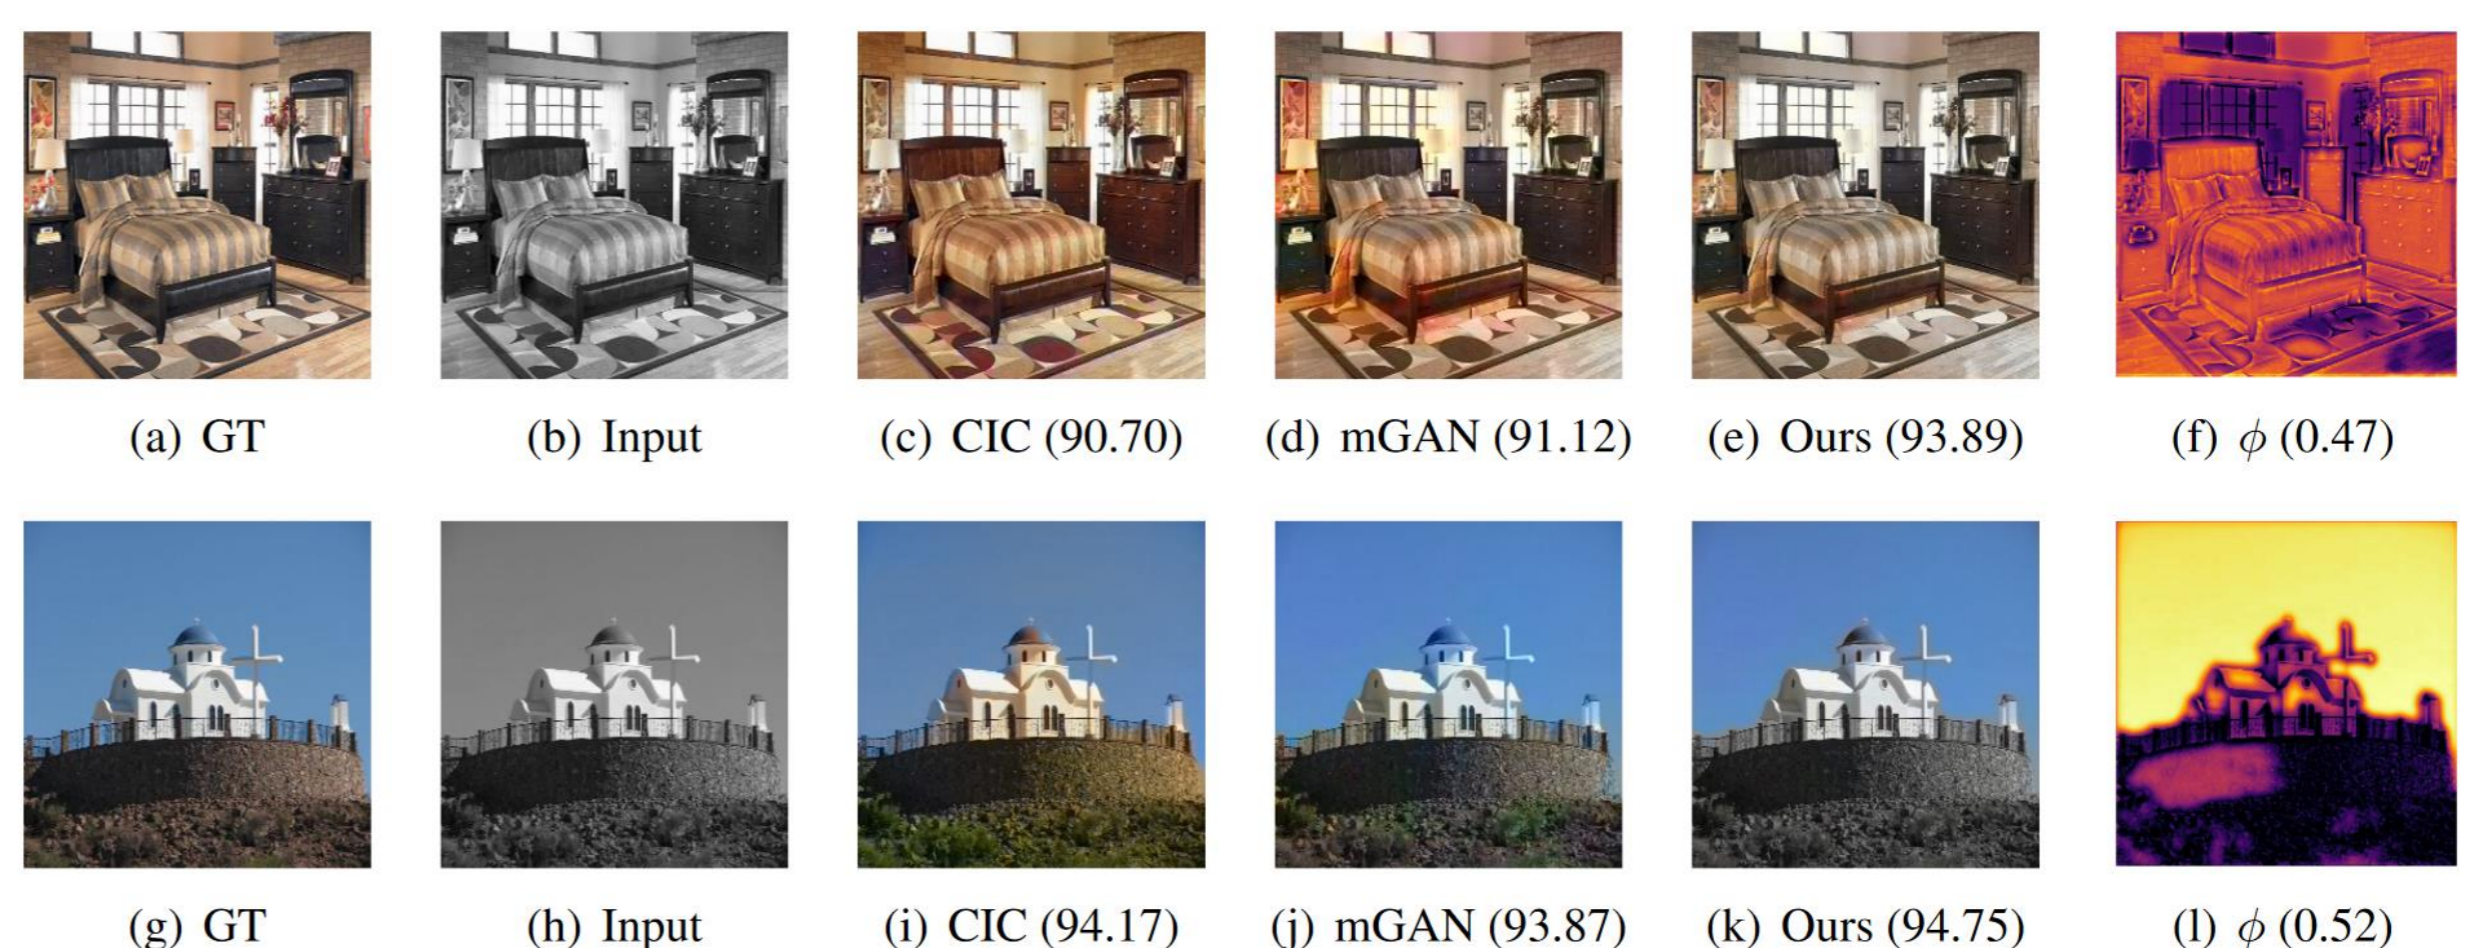 (a) GT
(b) Input
(c) CIC (90.70)
(d) mGAN (91.12)
(e) Ours (93.89)
(f) ϕ (0.47)
(g) GT
(h) Input
(i) CIC (94.17)
(j) mGAN (93.87)
(k) Ours (94.75)
(l) ϕ (0.52)